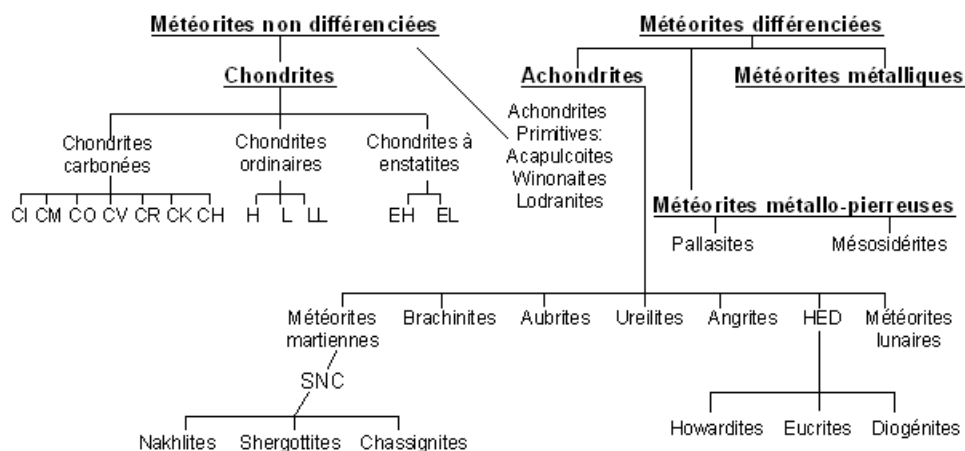 Météorites non différenciées
Météorites différenciées
Chondrites
Achondrites
Météorites métalliques
Achondrites
Primitives:
Acapulcoites
Winonaites
Lodranites
Chondrites
carbonées
Chondrites
ordinaires
Chondrites à
enstatites
CI CM CO CV CR CK CH
H L LL
EH EL
Météorites métallo-pierreuses
Pallasites
Mésosidérites
Météorites
martiennes
Brachinites
Aubrites
Ureilites
Angrites
HED
Météorites
lunaires
SNC
Nakhlites
Shergottites
Chassignites
Howardites
Eucrites
Diogénites